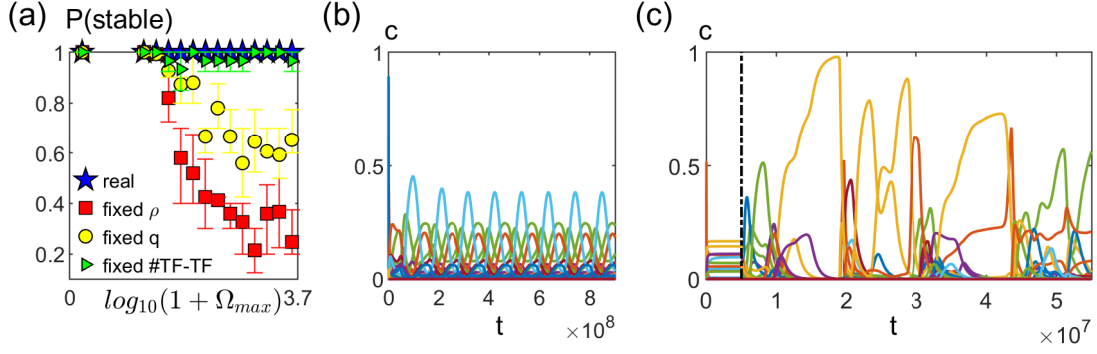 (a) P(stable)
1
0.8
0.6
0.4
0.2
real
fixed ρ
fixed q
fixed #TF-TF
0 log10(1 + Ωmax) 3.7
(b) c
1
0.5
0
0 2 4 6 8
t ×10^8
(c) c
1
0.5
0
0 1 2 3 4 5
t ×10^7